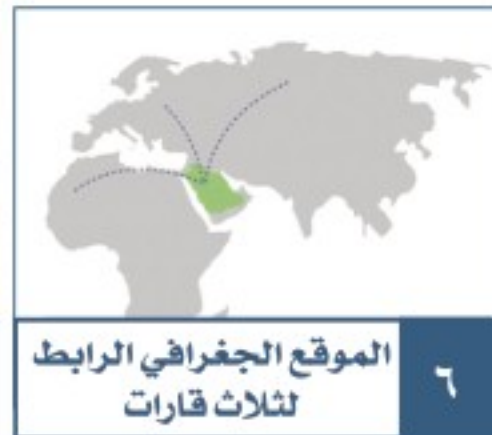 الموقع الجغرافي الرابط
لثلاث قارات
٦